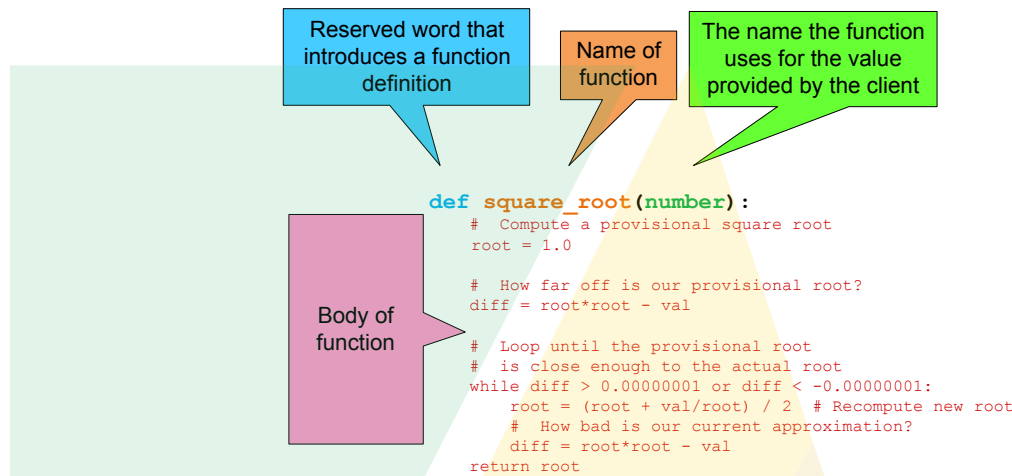 Reserved word that
introduces a function
definition
Name of
function
The name the function
uses for the value
provided by the client
def square_root(number):
#  Compute a provisional square root
root = 1.0
#  How far off is our provisional root?
diff = root*root - val
Body of
function
#  Loop until the provisional root
#  is close enough to the actual root
while diff > 0.00000001 or diff < -0.00000001:
root = (root + val/root) / 2  # Recompute new root
#  How bad is our current approximation?
diff = root*root - val
return root